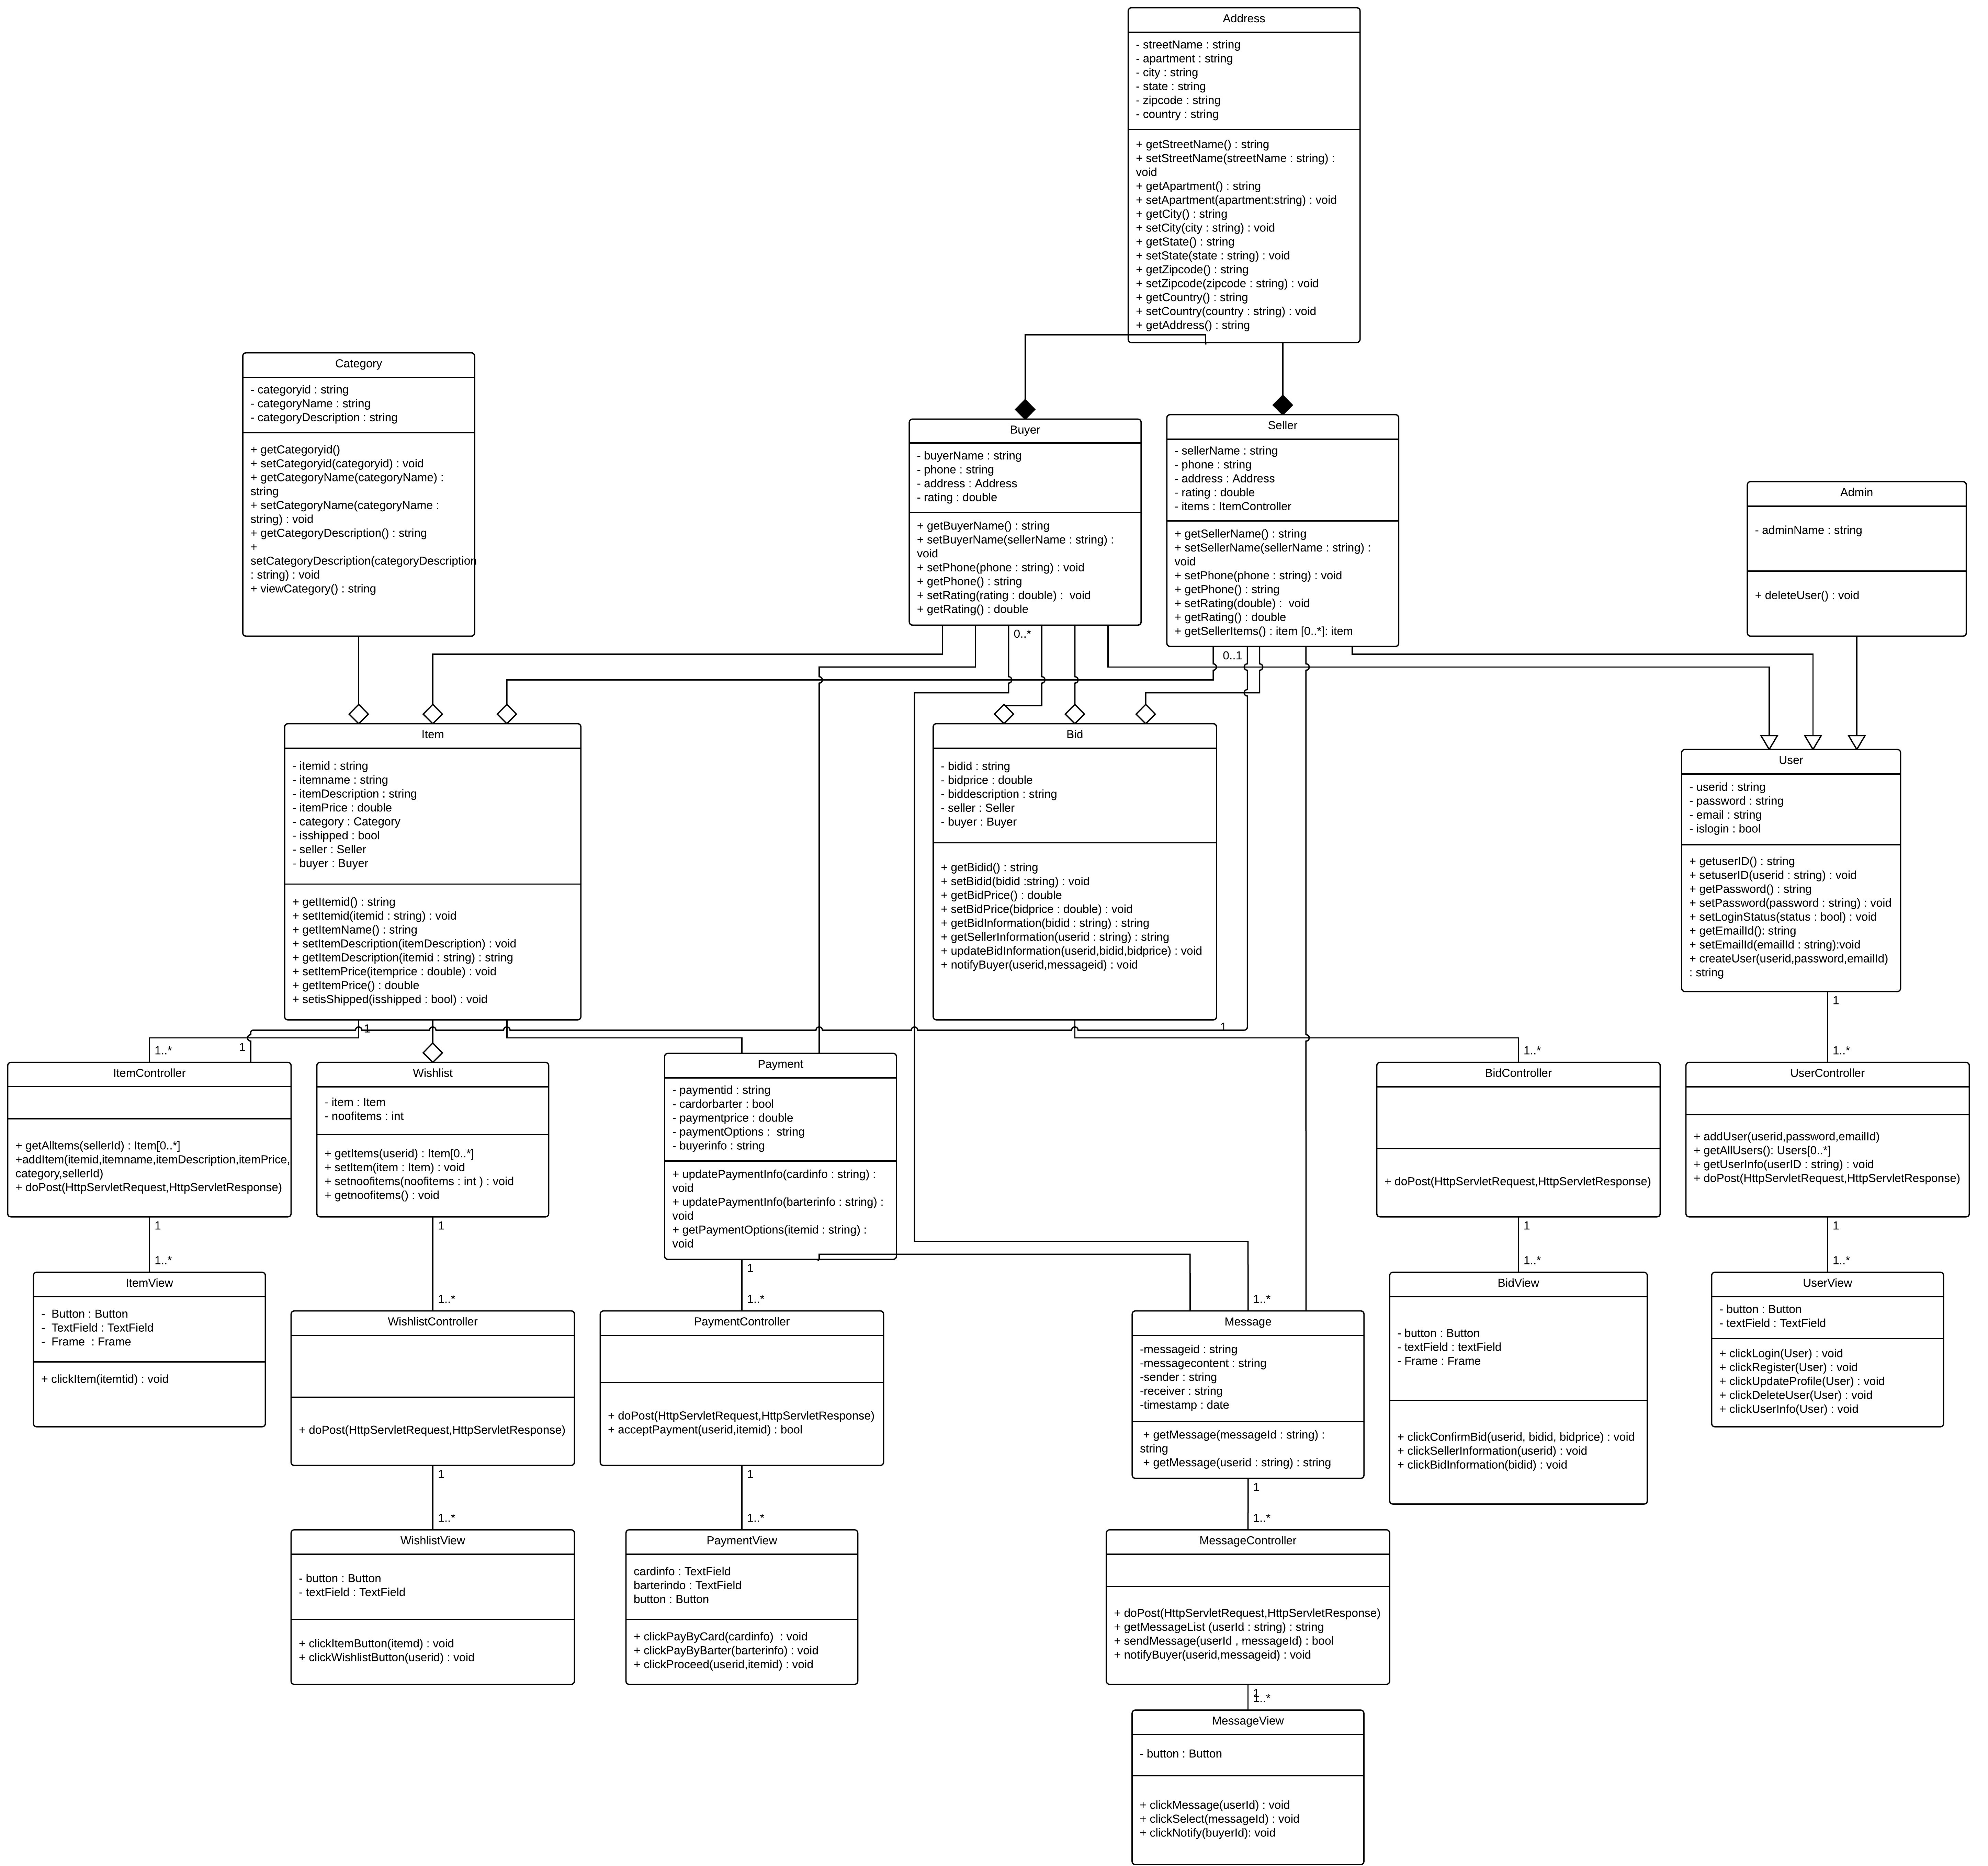 Address
- streetName : string
- apartment : string
- city : string
- state : string
- zipcode : string
- country : string
+ getStreetName() : string
+ setStreetName(streetName : string) :
void
+ getApartment() : string
+ setApartment(apartment:string) : void
+ getCity() : string
+ setCity(city : string) : void
+ getState() : string
+ setState(state : string) : void
+ getZipcode() : string
+ setZipcode(zipcode : string) : void
+ getCountry() : string
+ setCountry(country : string) : void
+ getAddress() : string
Category
- categoryid : string
- categoryName : string
- categoryDescription : string
+ getCategoryid()
+ setCategoryid(categoryid) : void
+ getCategoryName(categoryName) :
string
+ setCategoryName(categoryName :
string) : void
+ getCategoryDescription() : string
+
setCategoryDescription(categoryDescription
: string) : void
+ viewCategory() : string
Buyer
- buyerName : string
- phone : string
- address : Address
- rating : double
+ getBuyerName() : string
+ setBuyerName(sellerName : string) :
void
+ setPhone(phone : string) : void
+ getPhone() : string
+ setRating(rating : double) :  void
+ getRating() : double
0..*
Seller
- sellerName : string
- phone : string
- address : Address
- rating : double
- items : ItemController
+ getSellerName() : string
+ setSellerName(sellerName : string) :
void
+ setPhone(phone : string) : void
+ getPhone() : string
+ setRating(double) :  void
+ getRating() : double
+ getSellerItems() : item [0..*]: item
0..1
Admin
- adminName : string
+ deleteUser() : void
Item
- itemid : string
- itemname : string
- itemDescription : string
- itemPrice : double
- category : Category
- isshipped : bool
- seller : Seller
- buyer : Buyer
+ getItemid() : string
+ setItemid(itemid : string) : void
+ getItemName() : string
+ setItemDescription(itemDescription) : void
+ getItemDescription(itemid : string) : string
+ setItemPrice(itemprice : double) : void
+ getItemPrice() : double
+ setisShipped(isshipped : bool) : void
1
Bid
- bidid : string
- bidprice : double
- biddescription : string
- seller : Seller
- buyer : Buyer
+ getBidid() : string
+ setBidid(bidid :string) : void
+ getBidPrice() : double
+ setBidPrice(bidprice : double) : void
+ getBidInformation(bidid : string) : string
+ getSellerInformation(userid : string) : string
+ updateBidInformation(userid,bidid,bidprice) : void
+ notifyBuyer(userid,messageid) : void
1
User
- userid : string
- password : string
- email : string
- islogin : bool
+ getuserID() : string
+ setuserID(userid : string) : void
+ getPassword() : string
+ setPassword(password : string) : void
+ setLoginStatus(status : bool) : void
+ getEmailId(): string
+ setEmailId(emailId : string):void
+ createUser(userid,password,emailId)
: string
1
1..*
1
ItemController
+ getAllItems(sellerId) : Item[0..*]
+addItem(itemid,itemname,itemDescription,itemPrice,
category,sellerId)
+ doPost(HttpServletRequest,HttpServletResponse)
1
1..*
Wishlist
- item : Item
- noofitems : int
+ getItems(userid) : Item[0..*]
+ setItem(item : Item) : void
+ setnoofitems(noofitems : int ) : void
+ getnoofitems() : void
1
1..*
Payment
- paymentid : string
- cardorbarter : bool
- paymentprice : double
- paymentOptions :  string
- buyerinfo : string
+ updatePaymentInfo(cardinfo : string) :
void
+ updatePaymentInfo(barterinfo : string) :
void
+ getPaymentOptions(itemid : string) :
void
1
1..*
1..*
BidController
+ doPost(HttpServletRequest,HttpServletResponse)
1
1..*
1..*
UserController
+ addUser(userid,password,emailId)
+ getAllUsers(): Users[0..*]
+ getUserInfo(userID : string) : void
+ doPost(HttpServletRequest,HttpServletResponse)
1
1..*
ItemView
-  Button : Button
-  TextField : TextField
-  Frame  : Frame
+ clickItem(itemtid) : void
WishlistController
+ doPost(HttpServletRequest,HttpServletResponse)
1
1..*
PaymentController
+ doPost(HttpServletRequest,HttpServletResponse)
+ acceptPayment(userid,itemid) : bool
1
1..*
1..*
Message
-messageid : string
-messagecontent : string
-sender : string
-receiver : string
-timestamp : date
+ getMessage(messageId : string) :
string
+ getMessage(userid : string) : string
1
1..*
BidView
- button : Button
- textField : textField
- Frame : Frame
+ clickConfirmBid(userid, bidid, bidprice) : void
+ clickSellerInformation(userid) : void
+ clickBidInformation(bidid) : void
UserView
- button : Button
- textField : TextField
+ clickLogin(User) : void
+ clickRegister(User) : void
+ clickUpdateProfile(User) : void
+ clickDeleteUser(User) : void
+ clickUserInfo(User) : void
WishlistView
- button : Button
- textField : TextField
+ clickItemButton(itemd) : void
+ clickWishlistButton(userid) : void
PaymentView
cardinfo : TextField
barterindo : TextField
button : Button
+ clickPayByCard(cardinfo)  : void
+ clickPayByBarter(barterinfo) : void
+ clickProceed(userid,itemid) : void
MessageController
+ doPost(HttpServletRequest,HttpServletResponse)
+ getMessageList (userId : string) : string
+ sendMessage(userId , messageId) : bool
+ notifyBuyer(userid,messageid) : void
1
1..*
MessageView
- button : Button
+ clickMessage(userId) : void
+ clickSelect(messageId) : void
+ clickNotify(buyerId): void